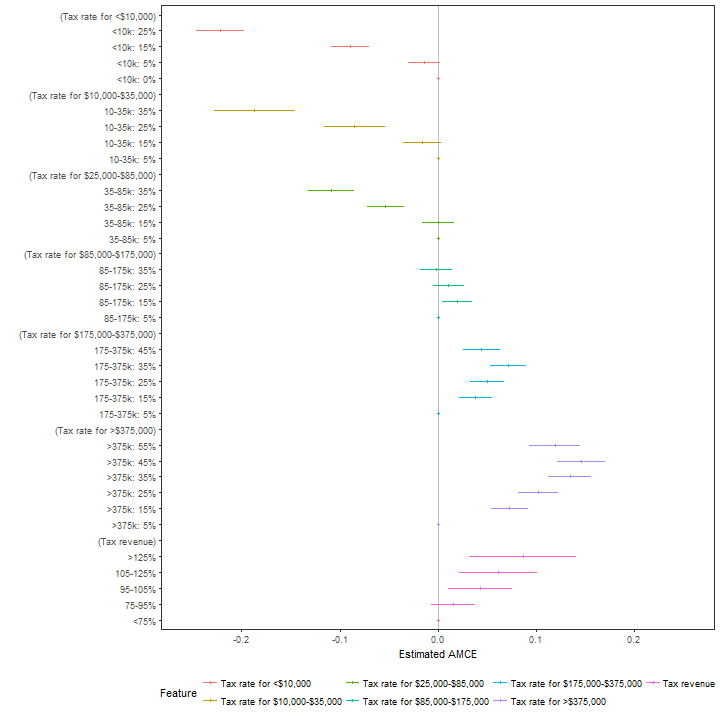 (Tax rate for <$10,000)
<10k: 25%
<10k: 15%
<10k: 5%
<10k: 0%
(Tax rate for $10,000-$35,000)
10-35k: 35%
10-35k: 25%
10-35k: 15%
10-35k: 5%
(Tax rate for $25,000-$85,000)
35-85k: 35%
35-85k: 25%
35-85k: 15%
35-85k: 5%
(Tax rate for $85,000-$175,000)
85-175k: 35%
85-175k: 25%
85-175k: 15%
85-175k: 5%
(Tax rate for $175,000-$375,000)
175-375k: 45%
175-375k: 35%
175-375k: 25%
175-375k: 15%
175-375k: 5%
(Tax rate for >$375,000)
>375k: 55%
>375k: 45%
>375k: 35%
>375k: 25%
>375k: 15%
>375k: 5%
(Tax revenue)
>125%
105-125%
95-105%
75-95%
<75%
-0.2 -0.1 0.0 0.1 0.2
Estimated AMCE
Feature
Tax rate for <$10,000 Tax rate for $25,000-$85,000 Tax rate for $175,000-$375,000 Tax revenue
Tax rate for $10,000-$35,000 Tax rate for $85,000-$175,000 Tax rate for >$375,000